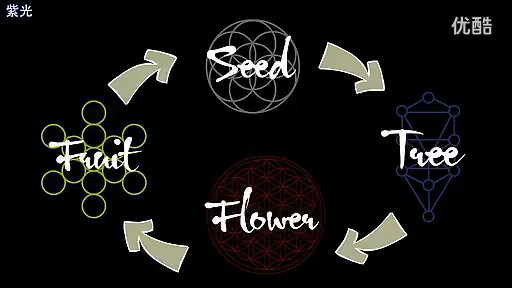 紫光
优酷
Seed
Tree
Fruit
Flower